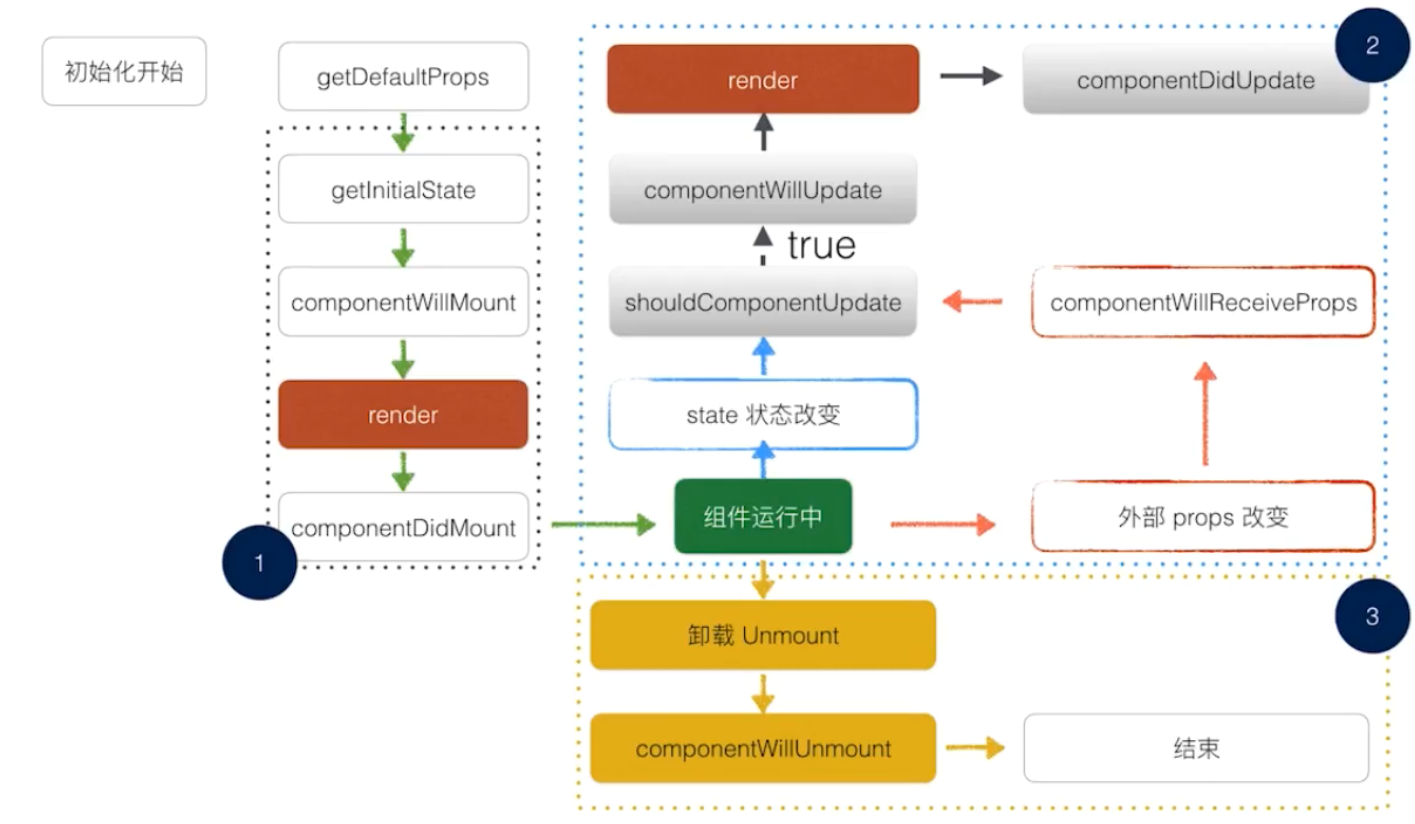 初始化开始
getDefaultProps
getInitialState
componentWillMount
render
componentDidMount
1
2
render
componentDidUpdate
componentWillUpdate
true
shouldComponentUpdate
componentWillReceiveProps
state 状态改变
组件运行中
外部 props 改变
3
卸载 Unmount
componentWillUnmount
结束